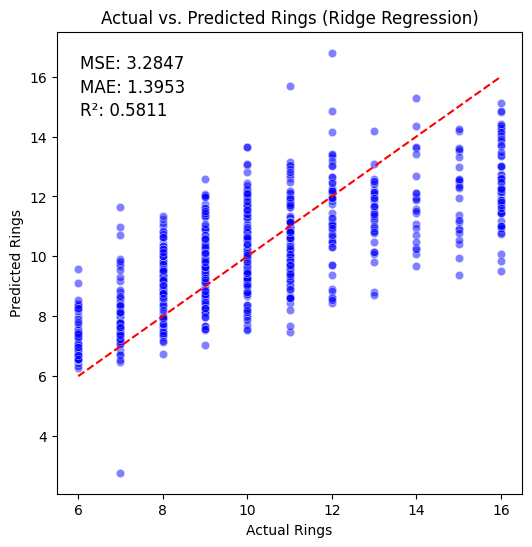 Actual vs. Predicted Rings (Ridge Regression)
MSE: 3.2847
MAE: 1.3953
R²: 0.5811
16
14
12
10
8
6
4
Predicted Rings
6 8 10 12 14 16
Actual Rings